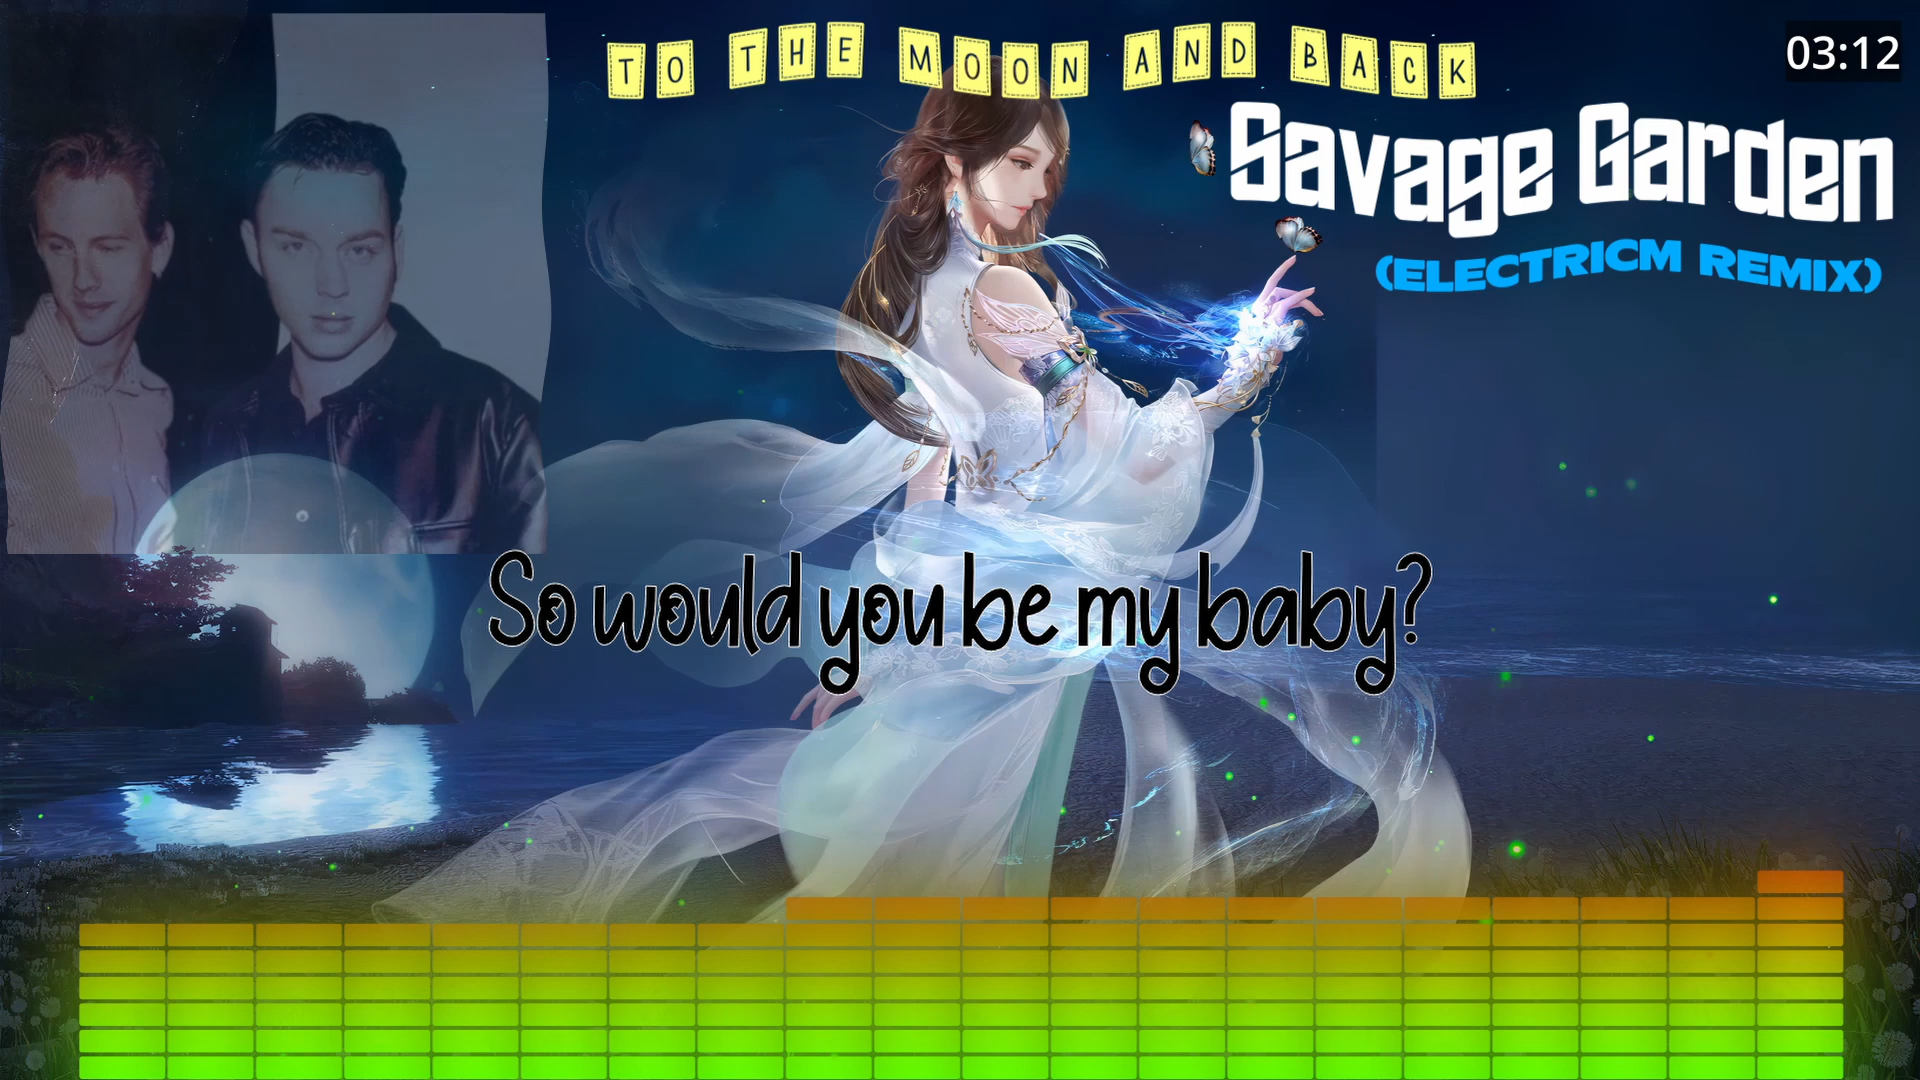 TO THE MOON AND BACK
03:12
Savage Garden
(ELECTRICM REMIX)
So would you be my baby?